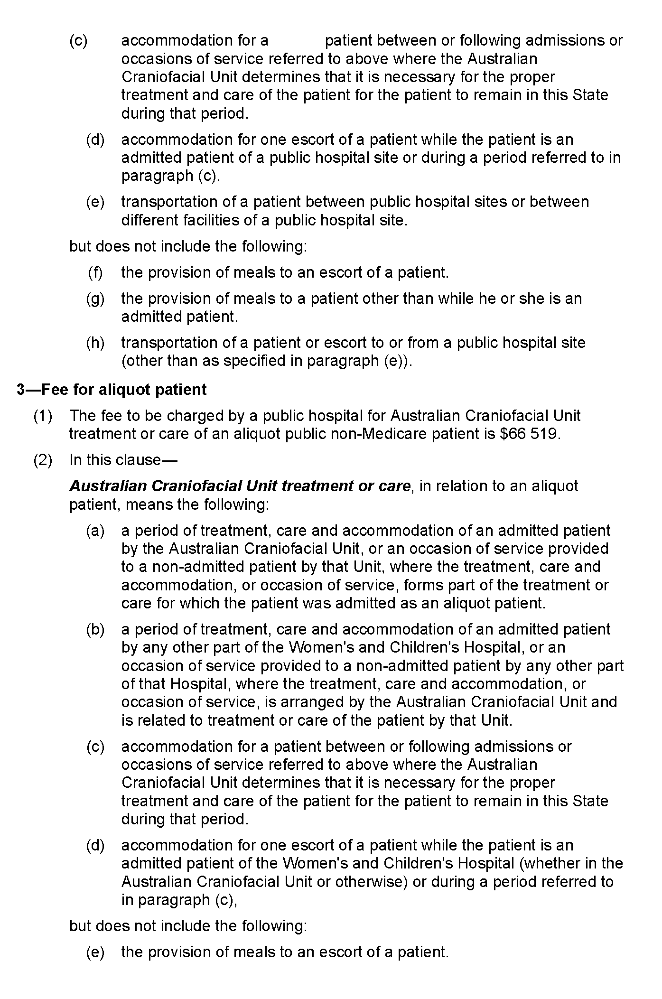 (c) accommodation for a patient between or following admissions or
occasions of service referred to above where the Australian
Craniofacial Unit determines that it is necessary for the proper
treatment and care of the patient for the patient to remain in this State
during that period.
(d) accommodation for one escort of a patient while the patient is an
admitted patient of a public hospital site or during a period referred to in
paragraph (c).
(e) transportation of a patient between public hospital sites or between
different facilities of a public hospital site.
but does not include the following:
(f) the provision of meals to an escort of a patient.
(g) the provision of meals to a patient other than while he or she is an
admitted patient.
(h) transportation of a patient or escort to or from a public hospital site
(other than as specified in paragraph (e)).
3—Fee for aliquot patient
(1) The fee to be charged by a public hospital for Australian Craniofacial Unit
treatment or care of an aliquot public non-Medicare patient is $66 519.
(2) In this clause—
Australian Craniofacial Unit treatment or care, in relation to an aliquot
patient, means the following:
(a) a period of treatment, care and accommodation of an admitted patient
by the Australian Craniofacial Unit, or an occasion of service provided
to a non-admitted patient by that Unit, where the treatment, care and
accommodation, or occasion of service, forms part of the treatment or
care for which the patient was admitted as an aliquot patient.
(b) a period of treatment, care and accommodation of an admitted patient
by any other part of the Women's and Children's Hospital, or an
occasion of service provided to a non-admitted patient by any other part
of that Hospital, where the treatment, care and accommodation, or
occasion of service, is arranged by the Australian Craniofacial Unit and
is related to treatment or care of the patient by that Unit.
(c) accommodation for a patient between or following admissions or
occasions of service referred to above where the Australian
Craniofacial Unit determines that it is necessary for the proper
treatment and care of the patient for the patient to remain in this State
during that period.
(d) accommodation for one escort of a patient while the patient is an
admitted patient of the Women's and Children's Hospital (whether in the
Australian Craniofacial Unit or otherwise) or during a period referred to
in paragraph (c),
but does not include the following:
(e) the provision of meals to an escort of a patient.